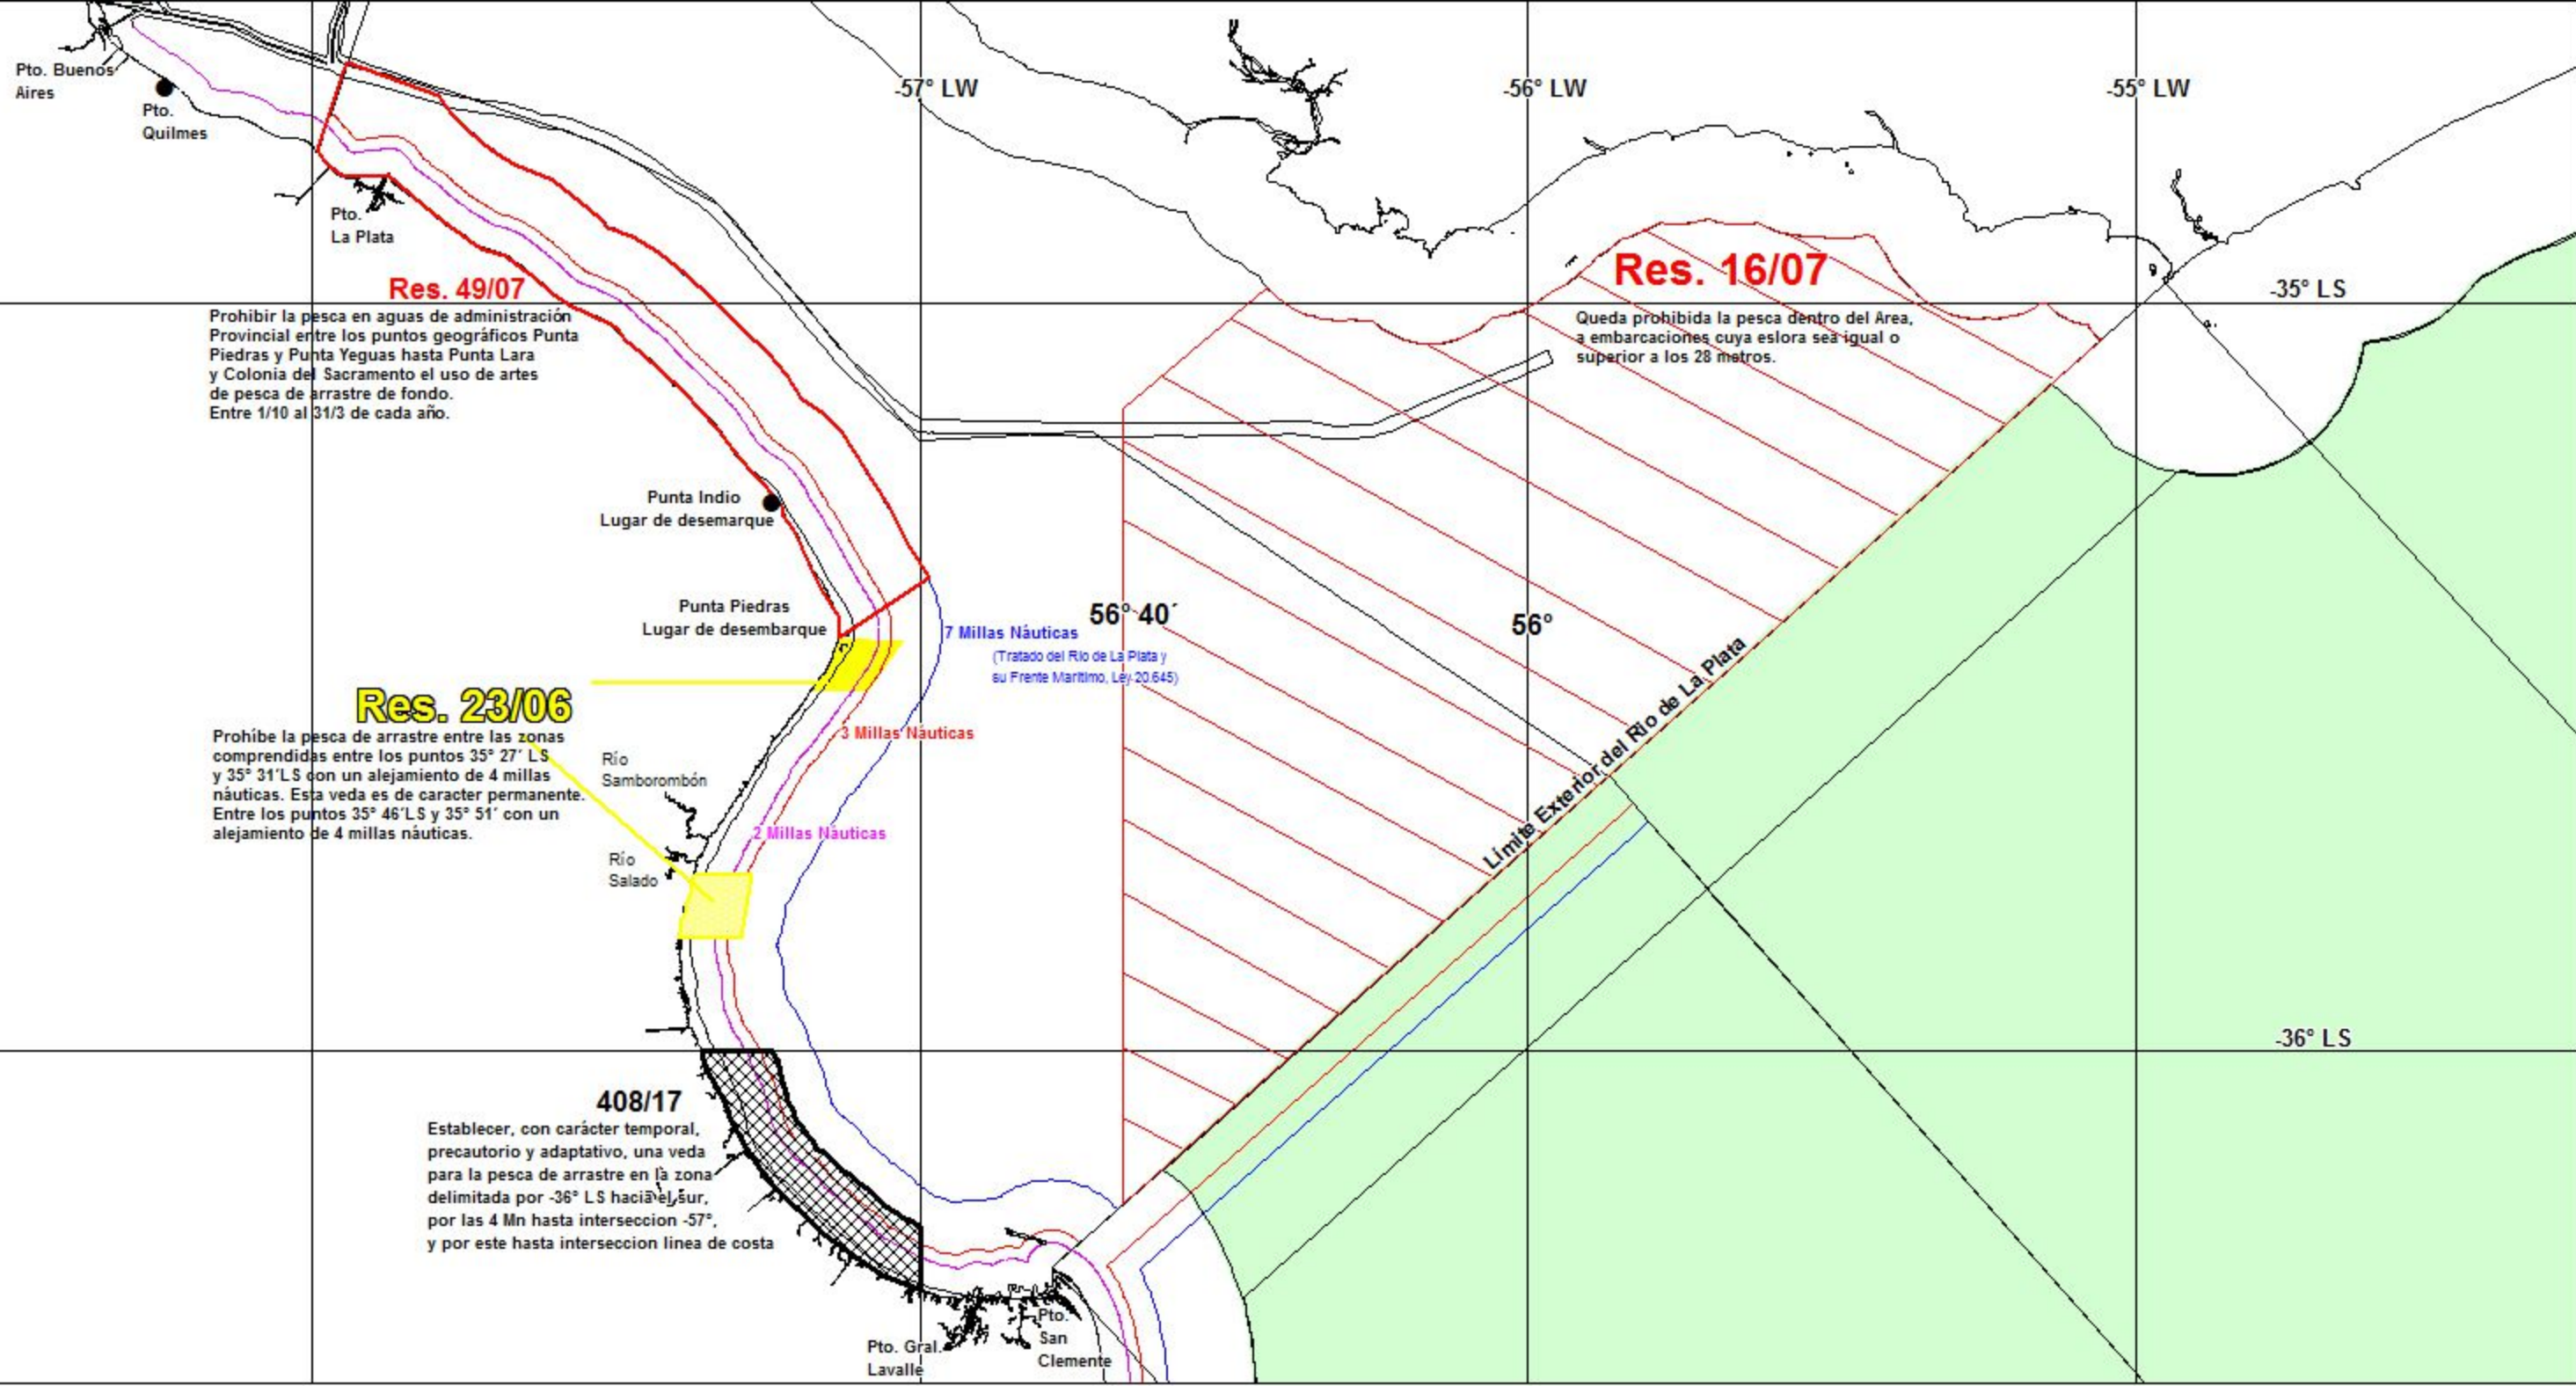 Pto. Buenos
Aires
Pto.
Quilmes
Pto.
La Plata
-57° LW
-56° LW
-55° LW
Res. 49/07
Prohibir la pesca en aguas de administración
Provincial entre los puntos geográficos Punta
Piedras y Punta Yeguas hasta Punta Lara
y Colonia del Sacramento el uso de artes
de pesca de arrastre de fondo.
Entre 1/10 al 31/3 de cada año.
Res. 16/07
-35° LS
Queda prohibida la pesca dentro del Area,
a embarcaciones cuya eslora sea igual o
superior a los 28 metros.
Punta Indio
Lugar de desemarque
Punta Piedras
Lugar de desembarque
7 Millas Náuticas
(Tratado del Rio de La Plata y
su Frente Marítimo, Ley 20.645)
56° 40´
56°
Límite Exterior del Rio de La Plata
Res. 23/06
Prohíbe la pesca de arrastre entre las zonas
comprendidas entre los puntos 35° 27´ LS
y 35° 31´LS con un alejamiento de 4 millas
náuticas. Esta veda es de caracter permanente.
Entre los puntos 35° 46´LS y 35° 51´ con un
alejamiento de 4 millas náuticas.
3 Millas Náuticas
Río
Samborombón
2 Millas Náuticas
Río
Salado
-36° LS
408/17
Establecer, con carácter temporal,
precautorio y adaptativo, una veda
para la pesca de arrastre en la zona
delimitada por -36° LS hacia el sur,
por las 4 Mn hasta interseccion -57°,
y por este hasta interseccion linea de costa
Pto. Gral.
Lavalle
Pto.
San
Clemente